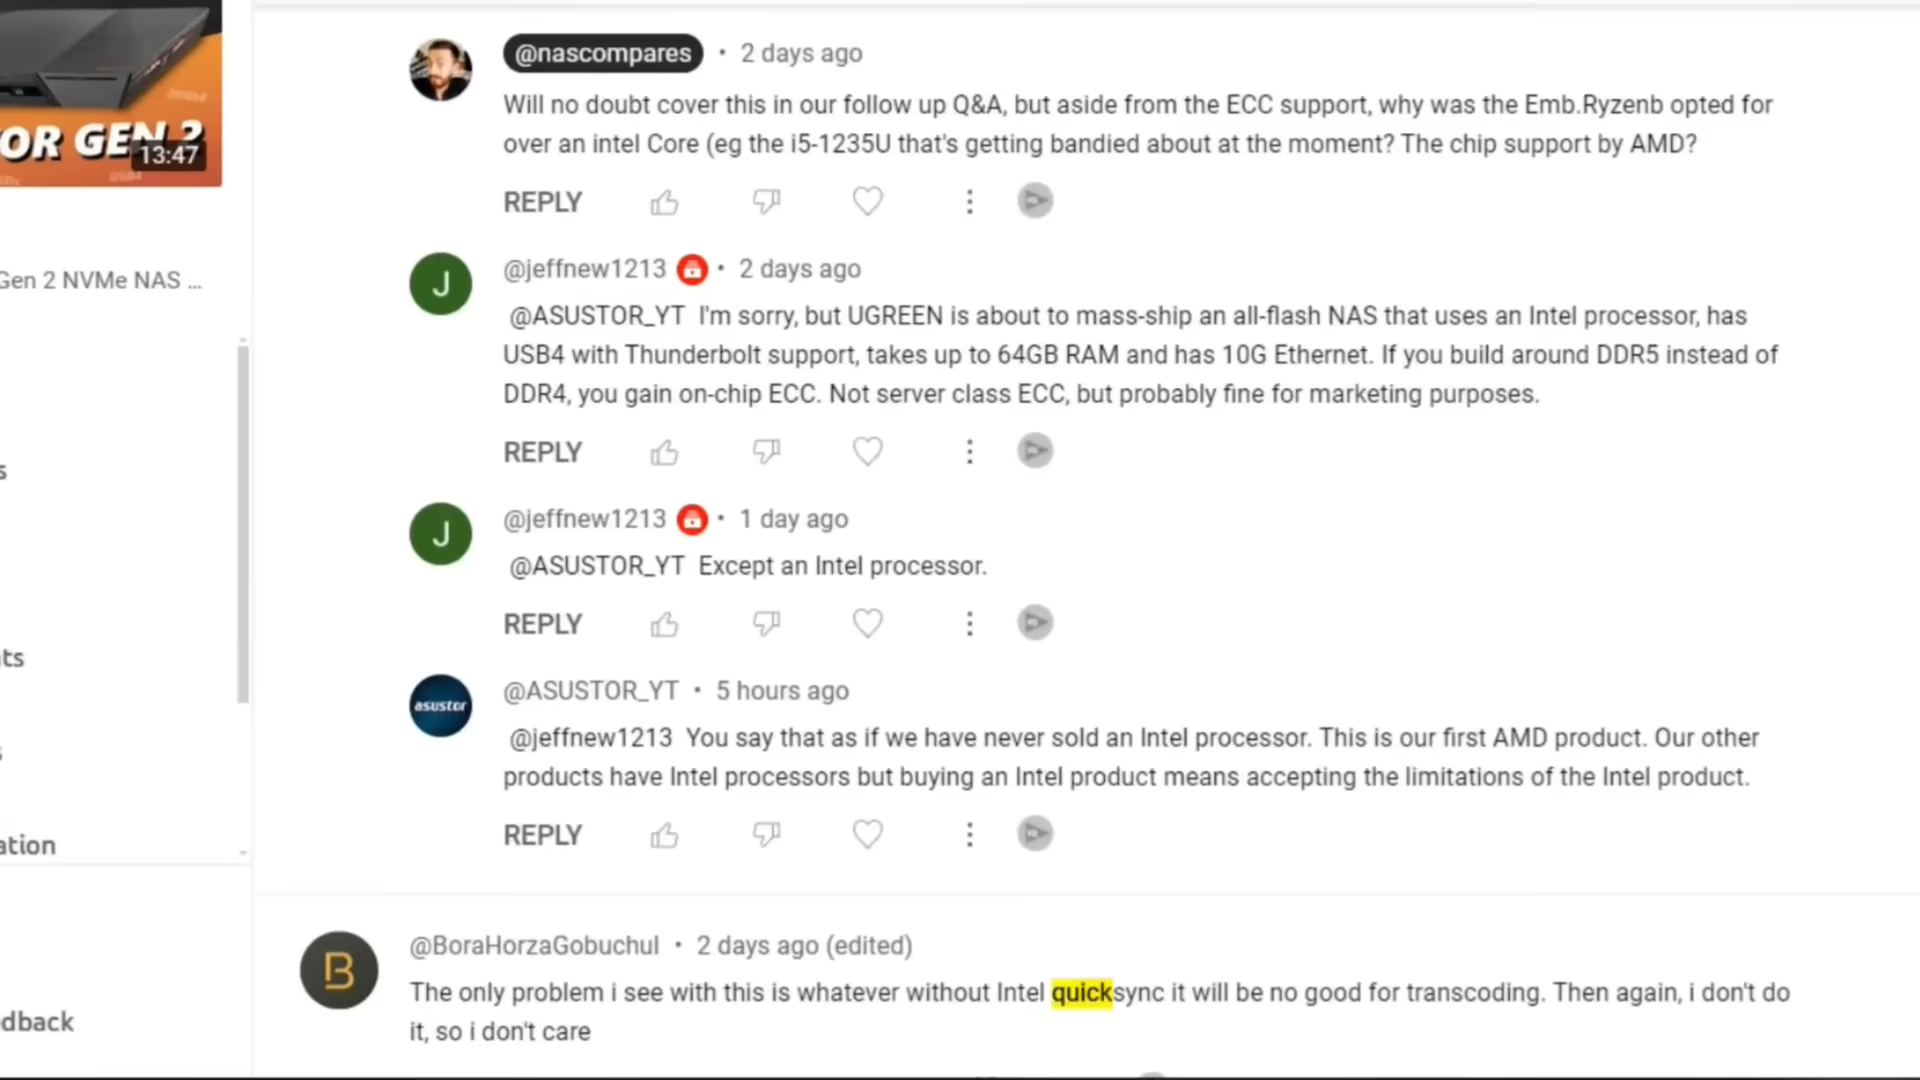 OR GEN 2
13:47
Gen 2 NVMe NAS ...
s
ts
s
ation
dback
@nascompares • 2 days ago
Will no doubt cover this in our follow up Q&A, but aside from the ECC support, why was the Emb.Ryzenb opted for
over an intel Core (eg the i5-1235U that's getting bandied about at the moment? The chip support by AMD?
REPLY
J
@jeffnew1213 • 2 days ago
@ASUSTOR_YT I'm sorry, but UGREEN is about to mass-ship an all-flash NAS that uses an Intel processor, has
USB4 with Thunderbolt support, takes up to 64GB RAM and has 10G Ethernet. If you build around DDR5 instead of
DDR4, you gain on-chip ECC. Not server class ECC, but probably fine for marketing purposes.
REPLY
J
@jeffnew1213 • 1 day ago
@ASUSTOR_YT Except an Intel processor.
REPLY
asustor
@ASUSTOR_YT • 5 hours ago
@jeffnew1213 You say that as if we have never sold an Intel processor. This is our first AMD product. Our other
products have Intel processors but buying an Intel product means accepting the limitations of the Intel product.
REPLY
B
@BoraHorzaGobuchul • 2 days ago (edited)
The only problem i see with this is whatever without Intel quicksync it will be no good for transcoding. Then again, i don't do
it, so i don't care